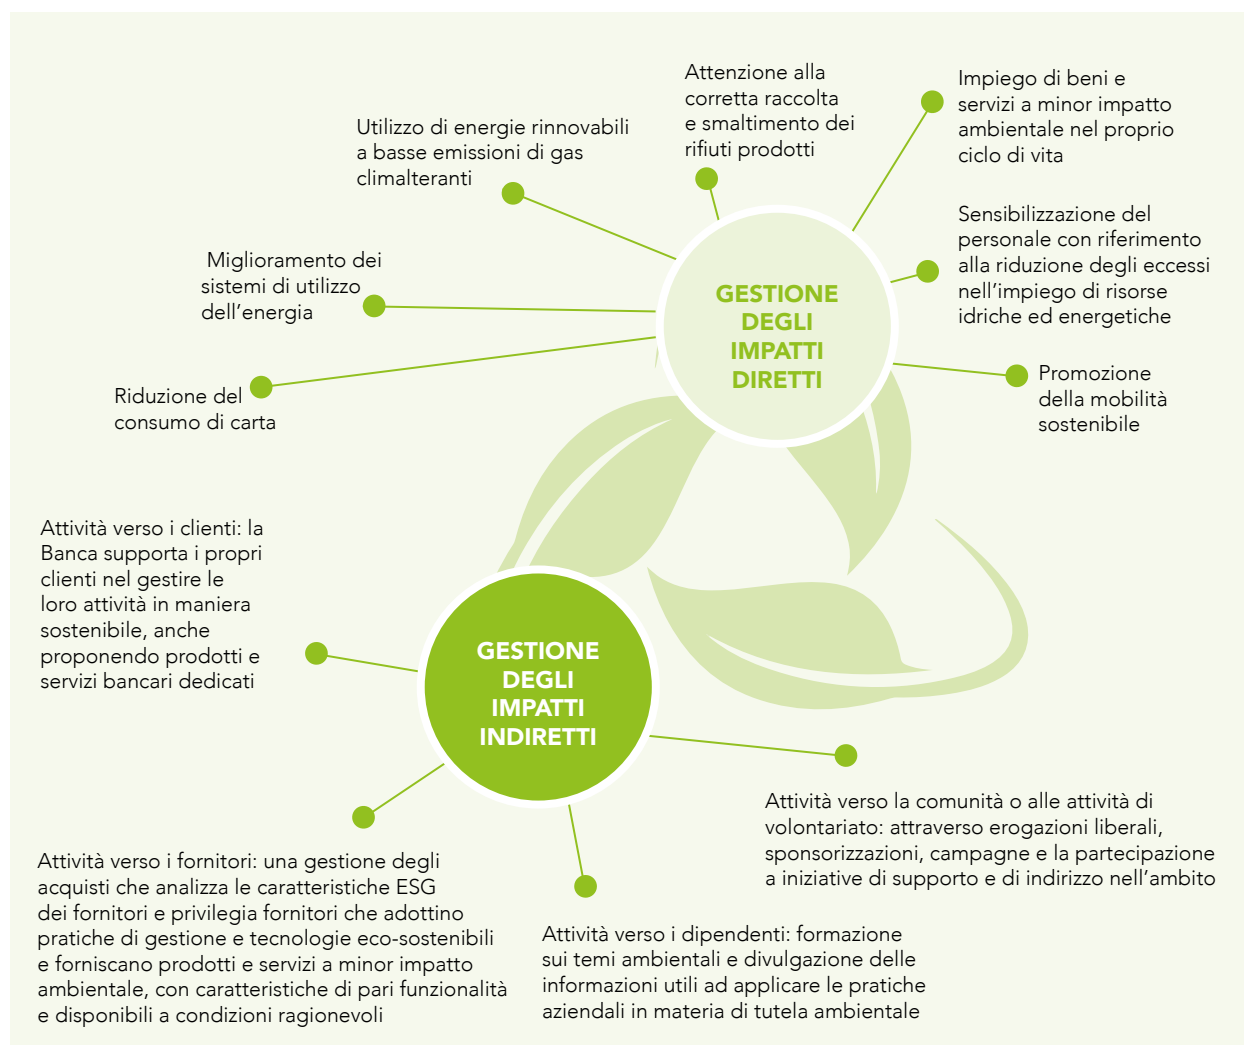 Attenzione alla
corretta raccolta
e smaltimento dei
rifiuti prodotti
Impiego di beni e
servizi a minor impatto
ambientale nel proprio
ciclo di vita
Utilizzo di energie rinnovabili
a basse emissioni di gas
climalteranti
Sensibilizzazione del
personale con riferimento
alla riduzione degli eccessi
nell’impiego di risorse
idriche ed energetiche
Miglioramento dei
sistemi di utilizzo
dell’energia
GESTIONE
DEGLI
IMPATTI
DIRETTI
Promozione
della mobilità
sostenibile
Riduzione del
consumo di carta
Attività verso i clienti: la
Banca supporta i propri
clienti nel gestire le
loro attività in maniera
sostenibile, anche
proponendo prodotti e
servizi bancari dedicati
GESTIONE
DEGLI
IMPATTI
INDIRETTI
Attività verso la comunità o alle attività di
volontariato: attraverso erogazioni liberali,
sponsorizzazioni, campagne e la partecipazione
a iniziative di supporto e di indirizzo nell’ambito
Attività verso i fornitori: una gestione degli
acquisti che analizza le caratteristiche ESG
dei fornitori e privilegia fornitori che adottino
pratiche di gestione e tecnologie eco-sostenibili
e forniscano prodotti e servizi a minor impatto
ambientale, con caratteristiche di pari funzionalità
e disponibili a condizioni ragionevoli
Attività verso i dipendenti: formazione
sui temi ambientali e divulgazione delle
informazioni utili ad applicare le pratiche
aziendali in materia di tutela ambientale